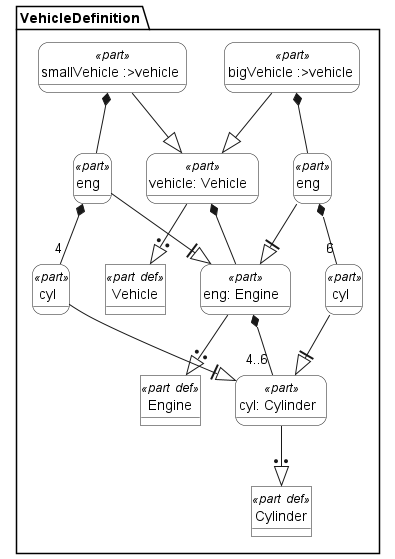 VehicleDefinition
«part»
smallVehicle :>vehicle
«part»
bigVehicle :>vehicle
«part»
eng
«part»
vehicle: Vehicle
«part»
eng
4
6
«part»
cyl
«part def»
Vehicle
«part»
eng: Engine
«part»
cyl
4..6
«part def»
Engine
«part»
cyl: Cylinder
«part def»
Cylinder